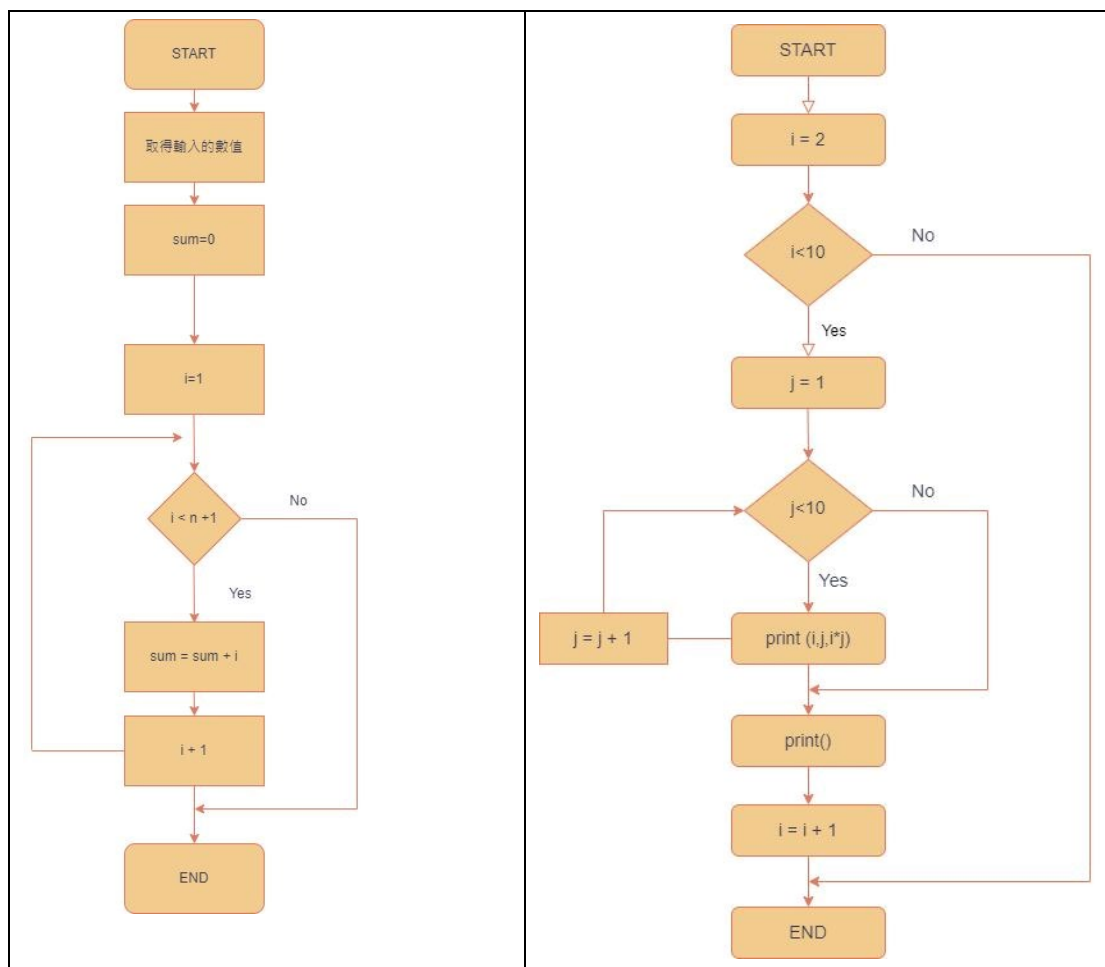 START
取得輸入的數值
sum=0
i=1
i < n +1
No
Yes
sum = sum + i
i + 1
END
START
i = 2
i<10
No
Yes
j = 1
j<10
No
Yes
j = j + 1
print (i,j,i*j)
print()
i = i + 1
END